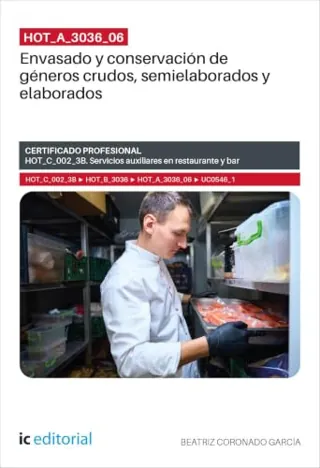 HOT_A_3036_06
Envasado y conservación de
géneros crudos, semielaborados y
elaborados
CERTIFICADO PROFESIONAL
HOT_C_002_3B. Servicios auxiliares en restaurante y bar
HOT_C_002_3B ▶ HOT_B_3036 ▶ HOT_A_3036_06 ▶ UC0546_1
ic editorial
BEATRIZ CORONADO GARCÍA